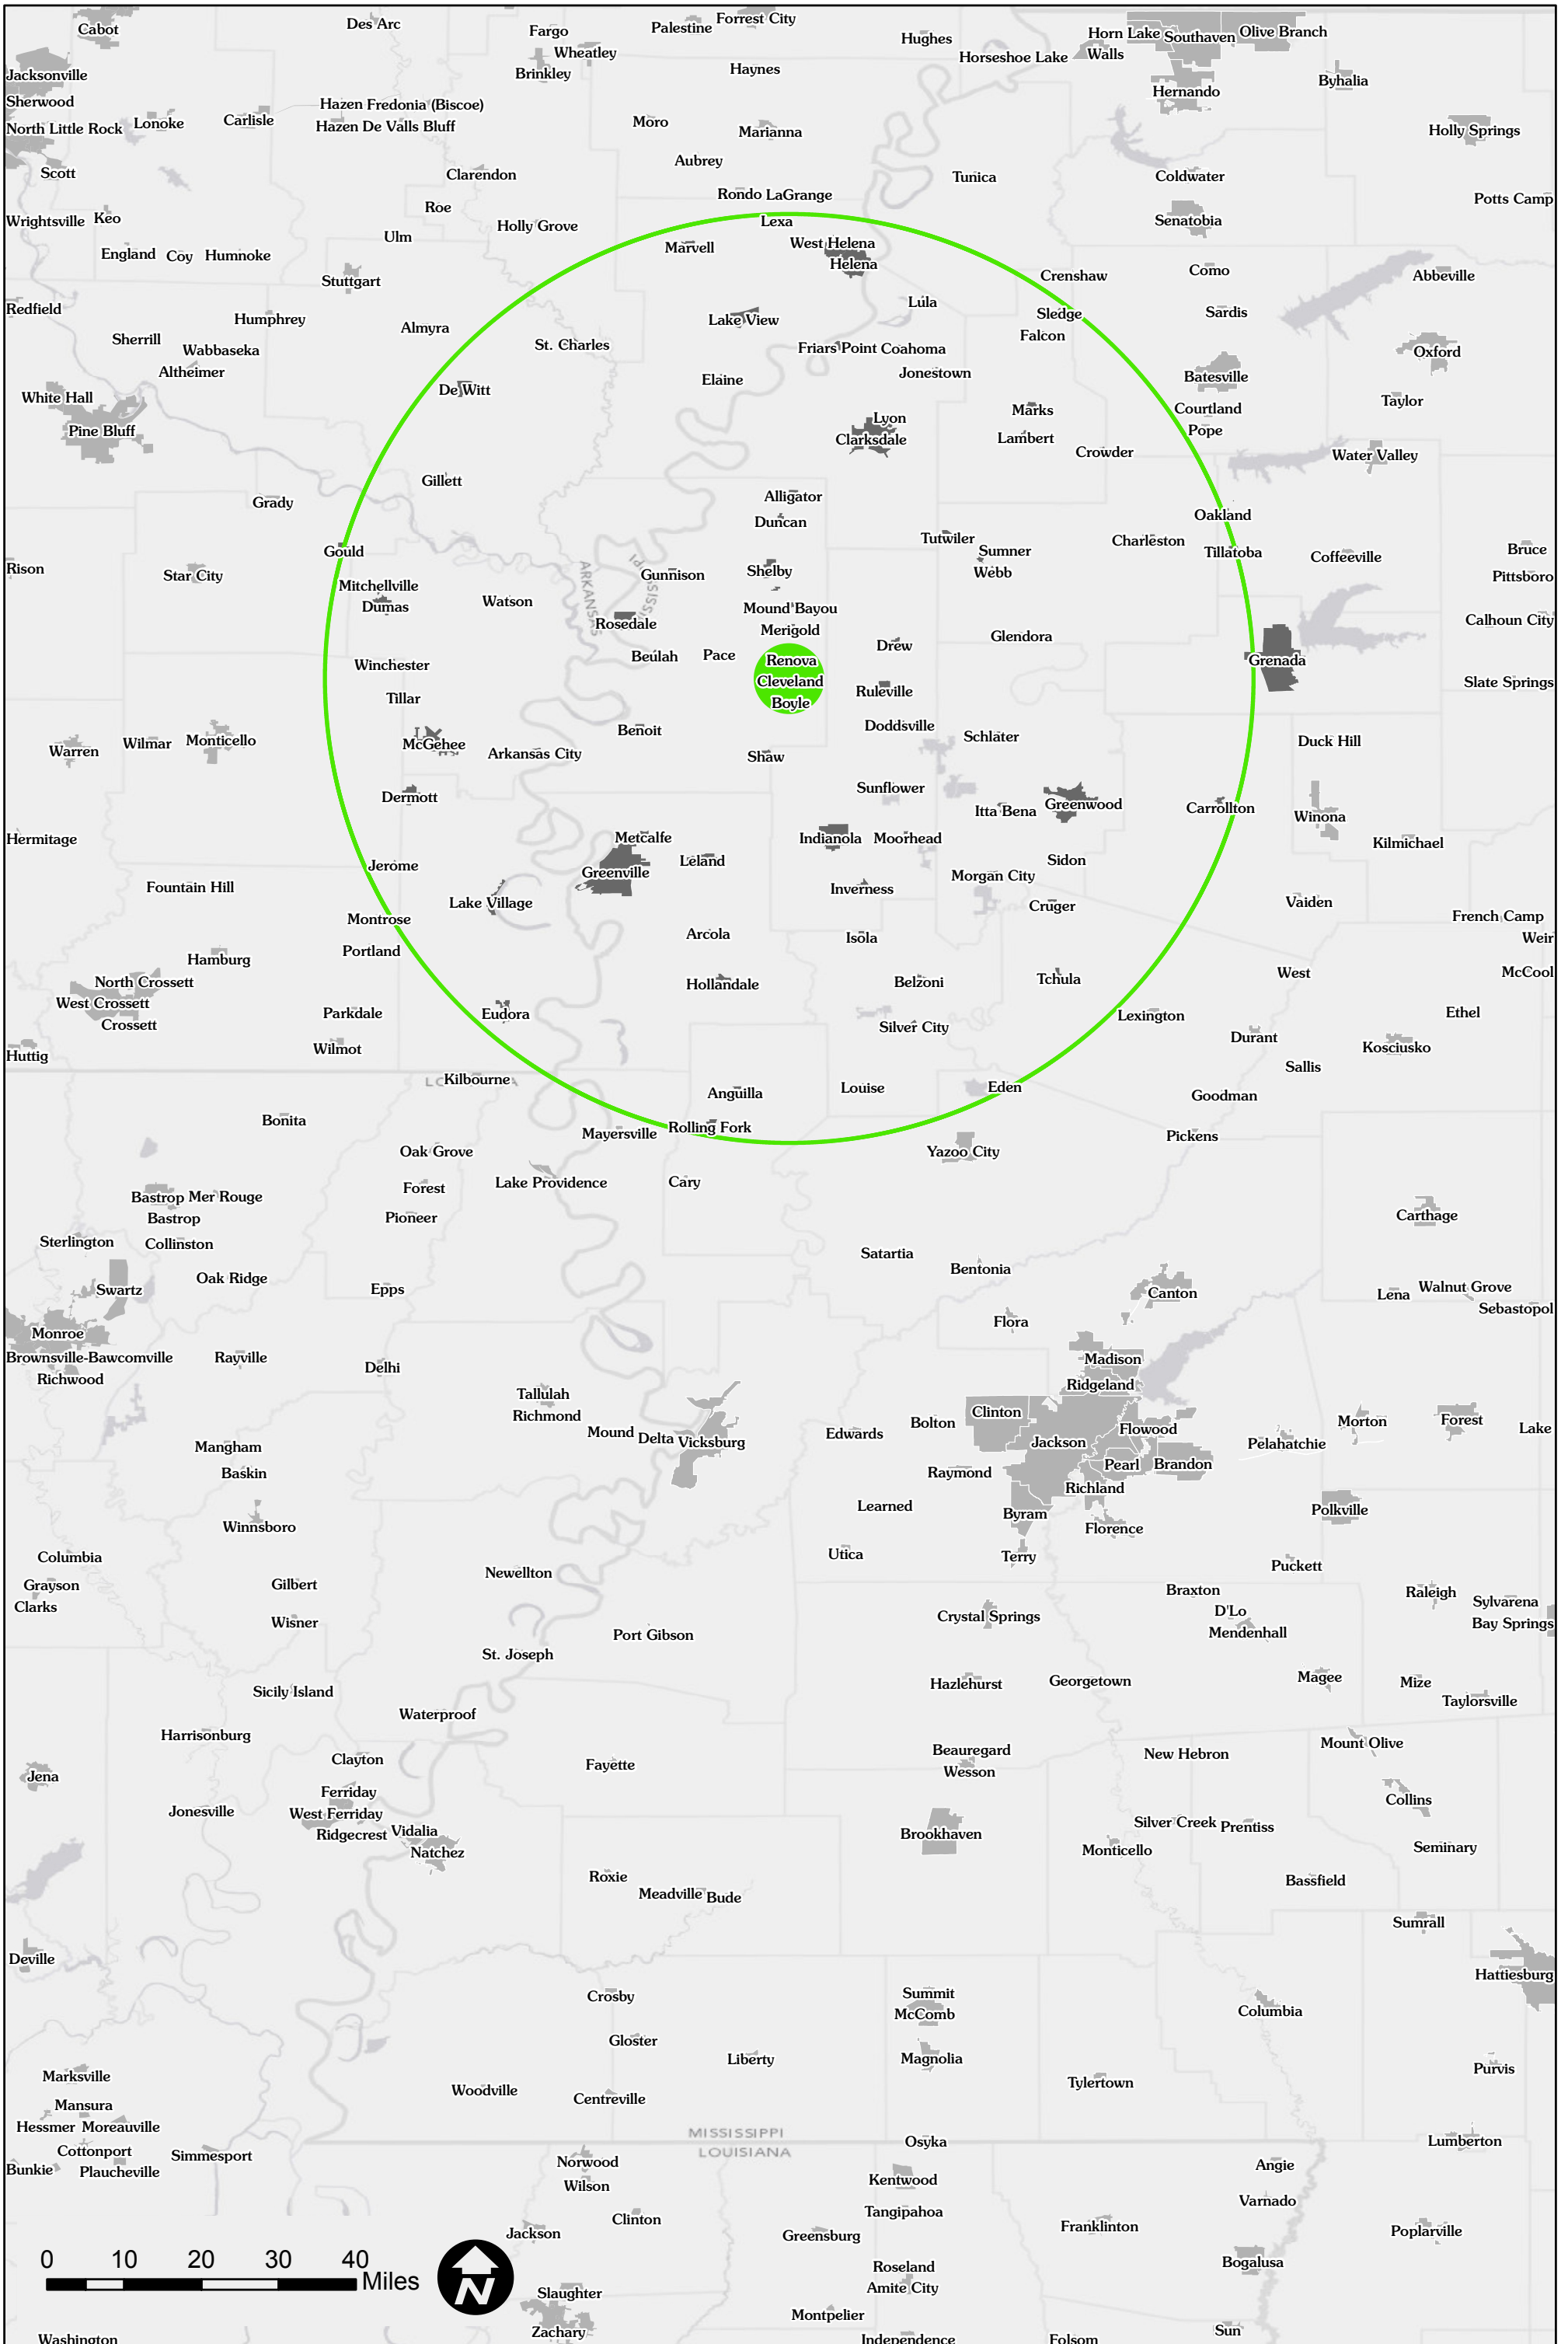 Cabot
Des Arc
Fargo
Palestine
Forrest City
Hughes
Horn Lake
Southaven
Olive Branch
Wheatley
Horseshoe Lake
Walls
Jacksonville
Brinkley
Haynes
Byhalia
Hernando
Sherwood
Hazen Fredonia (Biscoe)
North Little Rock
Lonoke
Carlisle
Hazen De Valls Bluff
Moro
Marianna
Holly Springs
Aubrey
Scott
Clarendon
Tunica
Coldwater
Rondo LaGrange
Potts Camp
Wrightsville
Keo
Roe
Holly Grove
Lexa
Senatobia
Ulm
Marvell
West Helena
England
Coy
Humnoke
Helena
Stuttgart
Crenshaw
Como
Abbeville
Redfield
Humphrey
Almyra
Lula
Lake View
Sledge
Sardis
Sherrill
Wabbaseka
St. Charles
Friars Point Coahoma
Falcon
Oxford
Altheimer
De Witt
Elaine
Jonestown
Batesville
White Hall
Marks
Courtland
Taylor
Pine Bluff
Lyon
Clarksdale
Lambert
Pope
Crowder
Water Valley
Gillett
Grady
Alligator
Duncan
Oakland
Gould
Tutwiler
Sumner
Charleston
Tillatoba
Coffeeville
Bruce
Rison
Star City
Mitchellville
ARKANSAS
MISSISSIPPI
Gunnison
Shelby
Webb
Pittsboro
Dumas
Watson
Rosedale
Mound Bayou
Merigold
Calhoun City
Winchester
Beulah
Pace
Drew
Glendora
Renova
Grenada
Cleveland
Slate Springs
Tillar
Boyle
Ruleville
Warren
Wilmar
Monticello
McGehee
Arkansas City
Benoit
Shaw
Doddsville
Schlater
Duck Hill
Dermott
Sunflower
Itta Bena
Greenwood
Carrollton
Winona
Hermitage
Metcalfe
Indianola
Moorhead
Kilmichael
Jerome
Greenville
Leland
Sidon
Fountain Hill
Lake Village
Inverness
Morgan City
Cruger
Vaiden
Montrose
French Camp
Portland
Arcola
Isola
Weir
Hamburg
North Crossett
Hollandale
Belzoni
Tchula
West
McCool
West Crossett
Parkdale
Eudora
Silver City
Lexington
Ethel
Crossett
Durant
Huttig
Wilmot
Kosciusko
Sallis
Kilbourne
Anguilla
Louise
Eden
Goodman
Bonita
Mayersville
Rolling Fork
Pickens
Oak Grove
Yazoo City
Forest
Lake Providence
Cary
Bastrop Mer Rouge
Bastrop
Pioneer
Carthage
Sterlington
Collinston
Satartia
Bentonia
Swartz
Oak Ridge
Epps
Canton
Lena
Walnut Grove
Sebastopol
Monroe
Flora
Brownsville-Bawcomville
Rayville
Delhi
Madison
Richwood
Tallulah
Ridgeland
Richmond
Mound
Delta
Vicksburg
Edwards
Bolton
Clinton
Jackson
Flowood
Pelahatchie
Morton
Forest
Lake
Mangham
Baskin
Raymond
Pearl
Brandon
Richland
Winnsboro
Learned
Byram
Florence
Polkville
Columbia
Utica
Terry
Puckett
Grayson
Gilbert
Newellton
Braxton
Raleigh
Sylvarena
Clarks
Wisner
Crystal Springs
D'Lo
Mendenhall
Bay Springs
Port Gibson
St. Joseph
Sicily Island
Hazlehurst
Georgetown
Magee
Mize
Taylorsville
Harrisonburg
Waterproof
Clayton
Fayette
Beauregard
Wesson
New Hebron
Mount Olive
Jena
Ferriday
Collins
Jonesville
West Ferriday
Ridgecrest
Vidalia
Natchez
Brookhaven
Silver Creek
Prentiss
Monticello
Seminary
Roxie
Meadville
Bude
Bassfield
Sumrall
Deville
Hattiesburg
Crosby
Summit
McComb
Columbia
Gloster
Liberty
Magnolia
Marksville
Woodville
Centreville
Tylertown
Purvis
Mansura
Hessmer
Moreauville
MISSISSIPPI
LOUISIANA
Cottonport
Simmesport
Osyka
Lumberton
Bunkie
Plaucheville
Norwood
Wilson
Kentwood
Angie
Tangipahoa
Varnado
Jackson
Clinton
Greensburg
Franklinton
Poplarville
Roseland
Bogalusa
0 10 20 30 40
Miles
N
Slaughter
Amite City
Montpelier
Zachary
Washington
Independence
Folsom
Sun